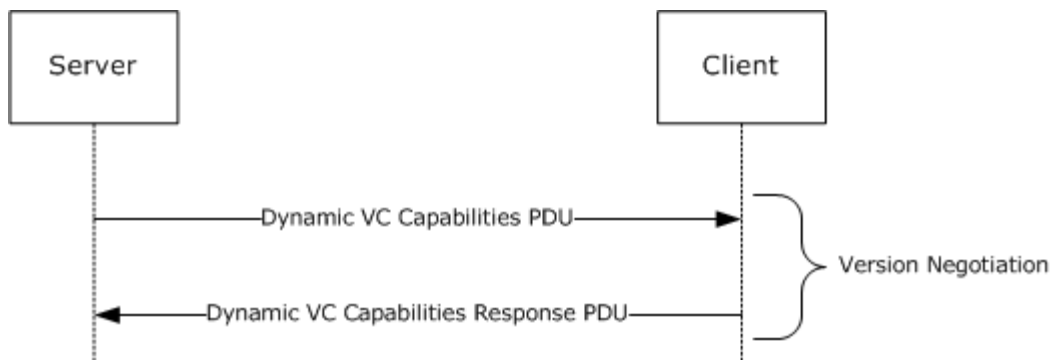 Server
Client
Dynamic VC Capabilities PDU
Version Negotiation
Dynamic VC Capabilities Response PDU